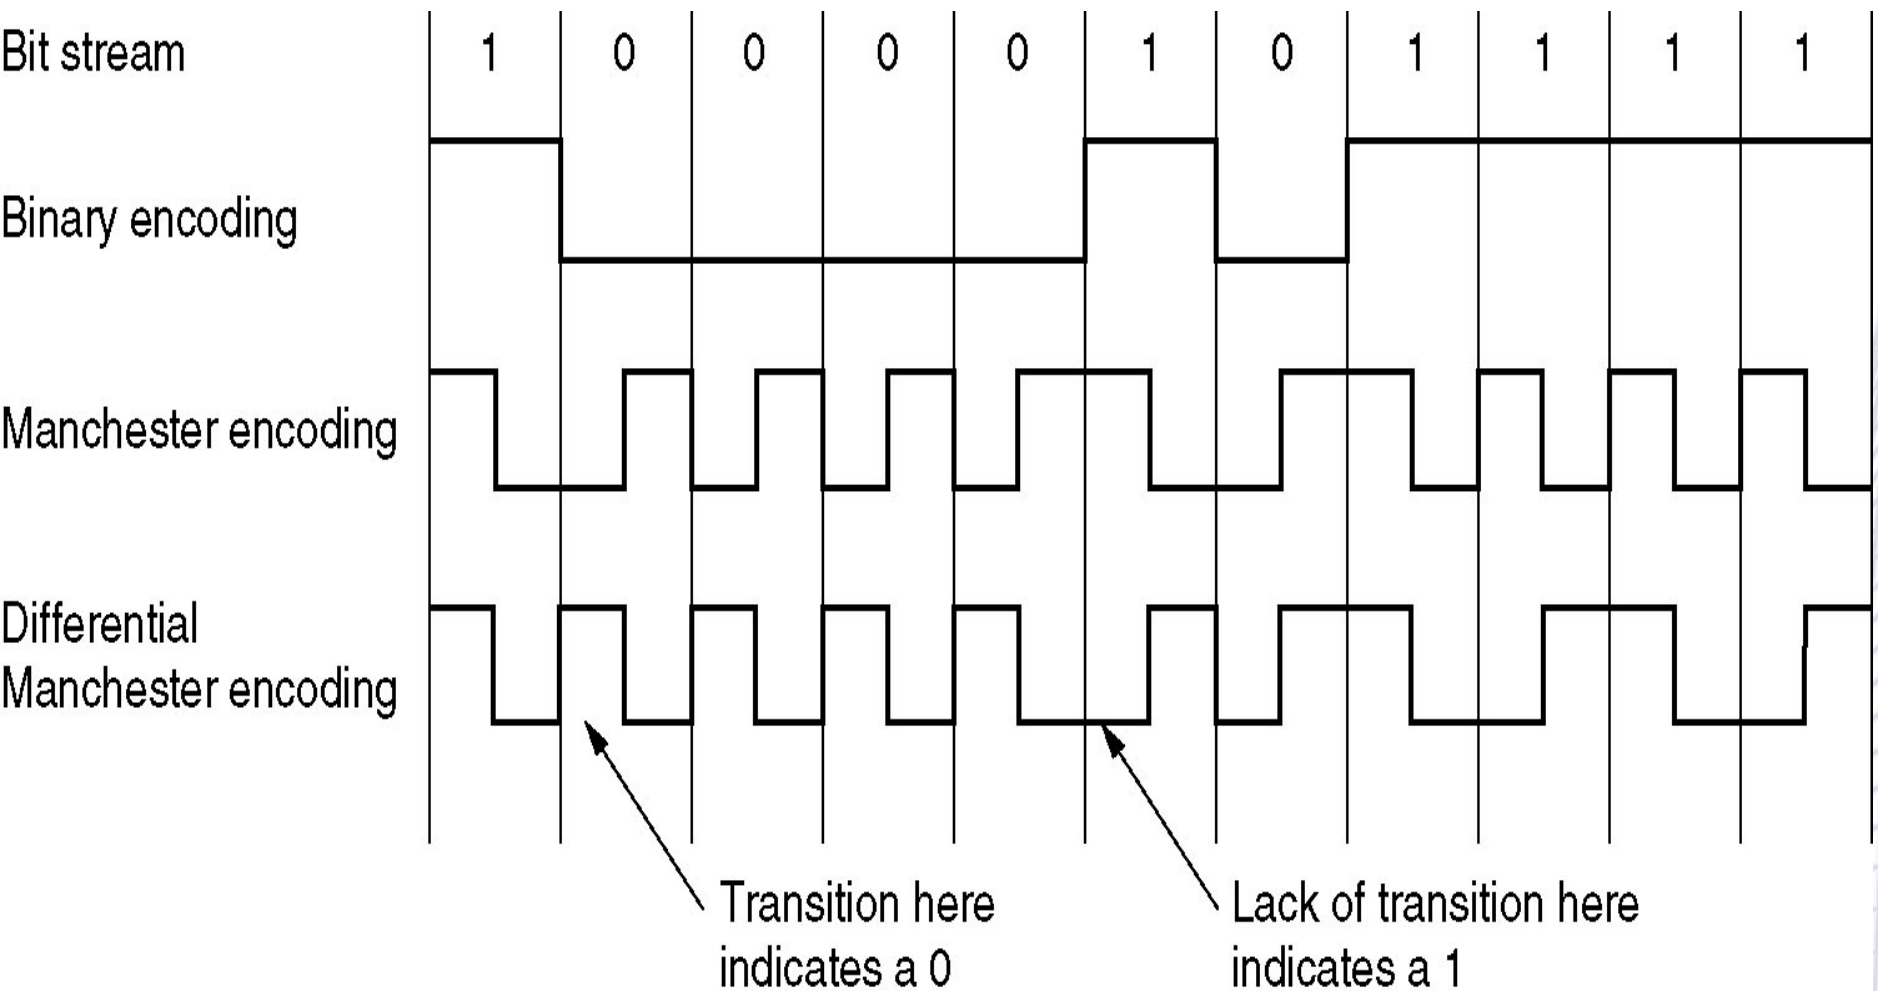 Bit stream 1 0 0 0 0 1 0 1 1 1 1
Binary encoding
Manchester encoding
Differential
Manchester encoding
Transition here
indicates a 0
Lack of transition here
indicates a 1